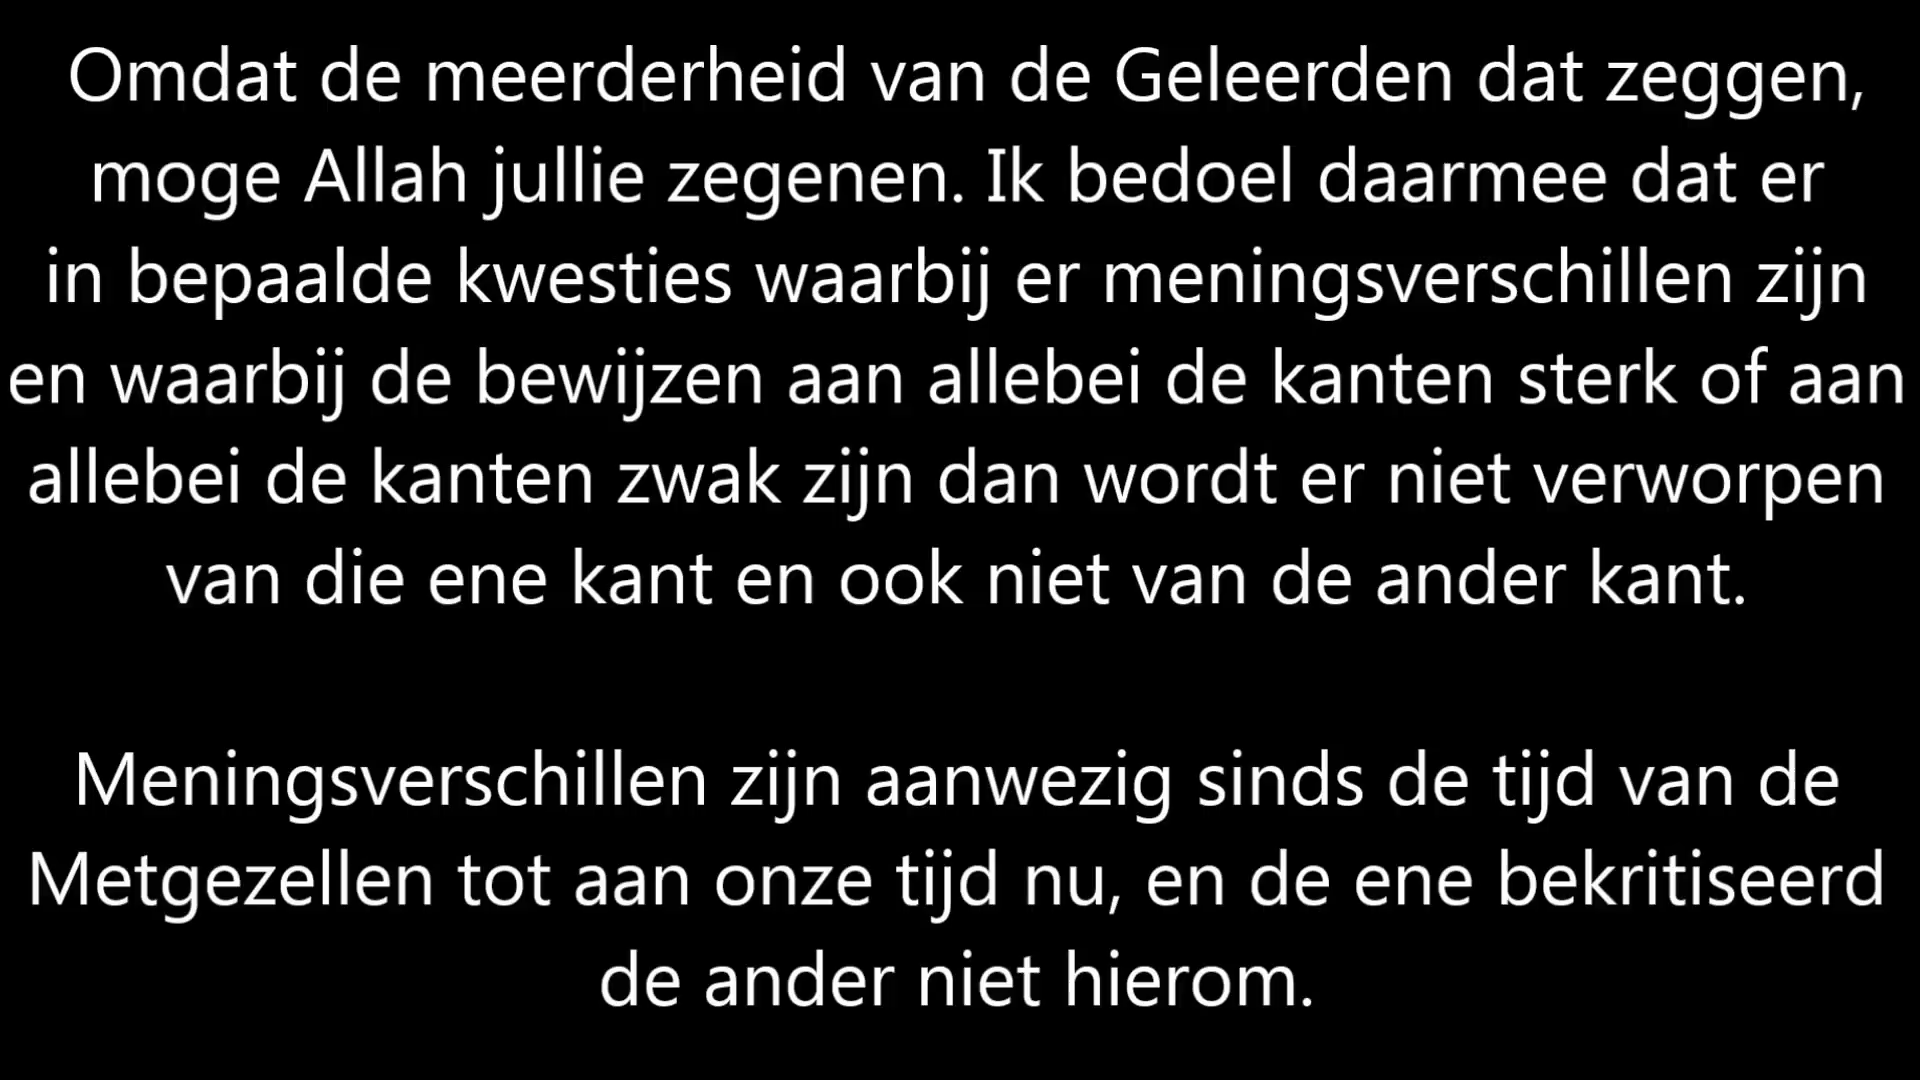 Omdat de meerderheid van de Geleerden dat zeggen,
moge Allah jullie zegenen. Ik bedoel daarmee dat er
in bepaalde kwesties waarbij er meningsverschillen zijn
en waarbij de bewijzen aan allebei de kanten sterk of aan
allebei de kanten zwak zijn dan wordt er niet verworpen
van die ene kant en ook niet van de ander kant.
Meningsverschillen zijn aanwezig sinds de tijd van de
Metgezellen tot aan onze tijd nu, en de ene bekritiseerd
de ander niet hierom.